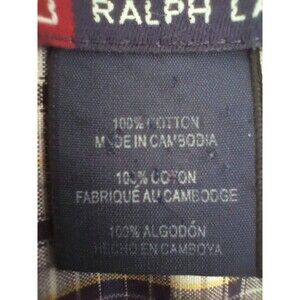 RALPH LA
100% COTTON
MADE IN CAMBODIA
100% COTON
FABRIQUÉ AU CAMBODGE
100% ALGODÓN
HECHO EN CAMBOYA